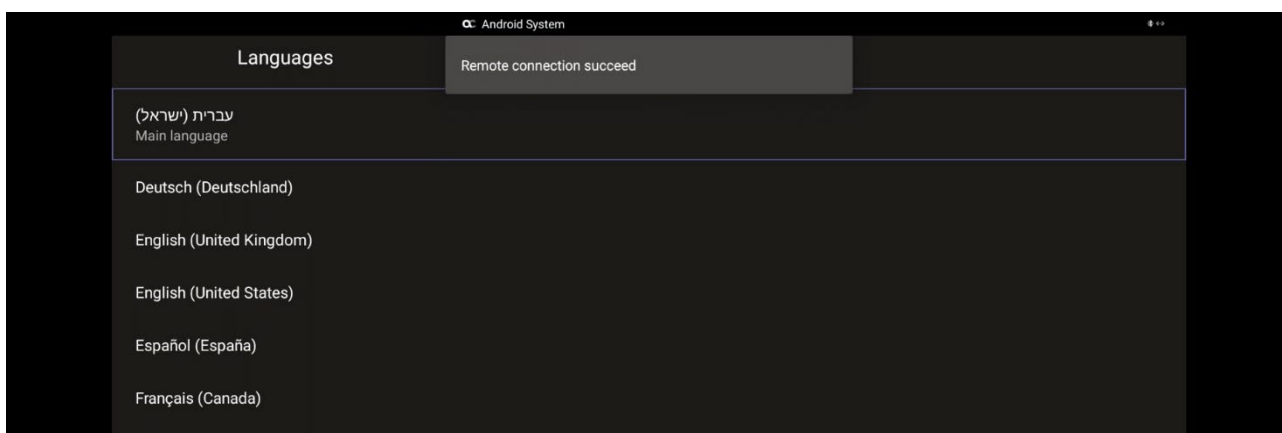 Android System
Languages
Remote connection succeed
עברית (ישראל)
Main language
Deutsch (Deutschland)
English (United Kingdom)
English (United States)
Español (España)
Français (Canada)